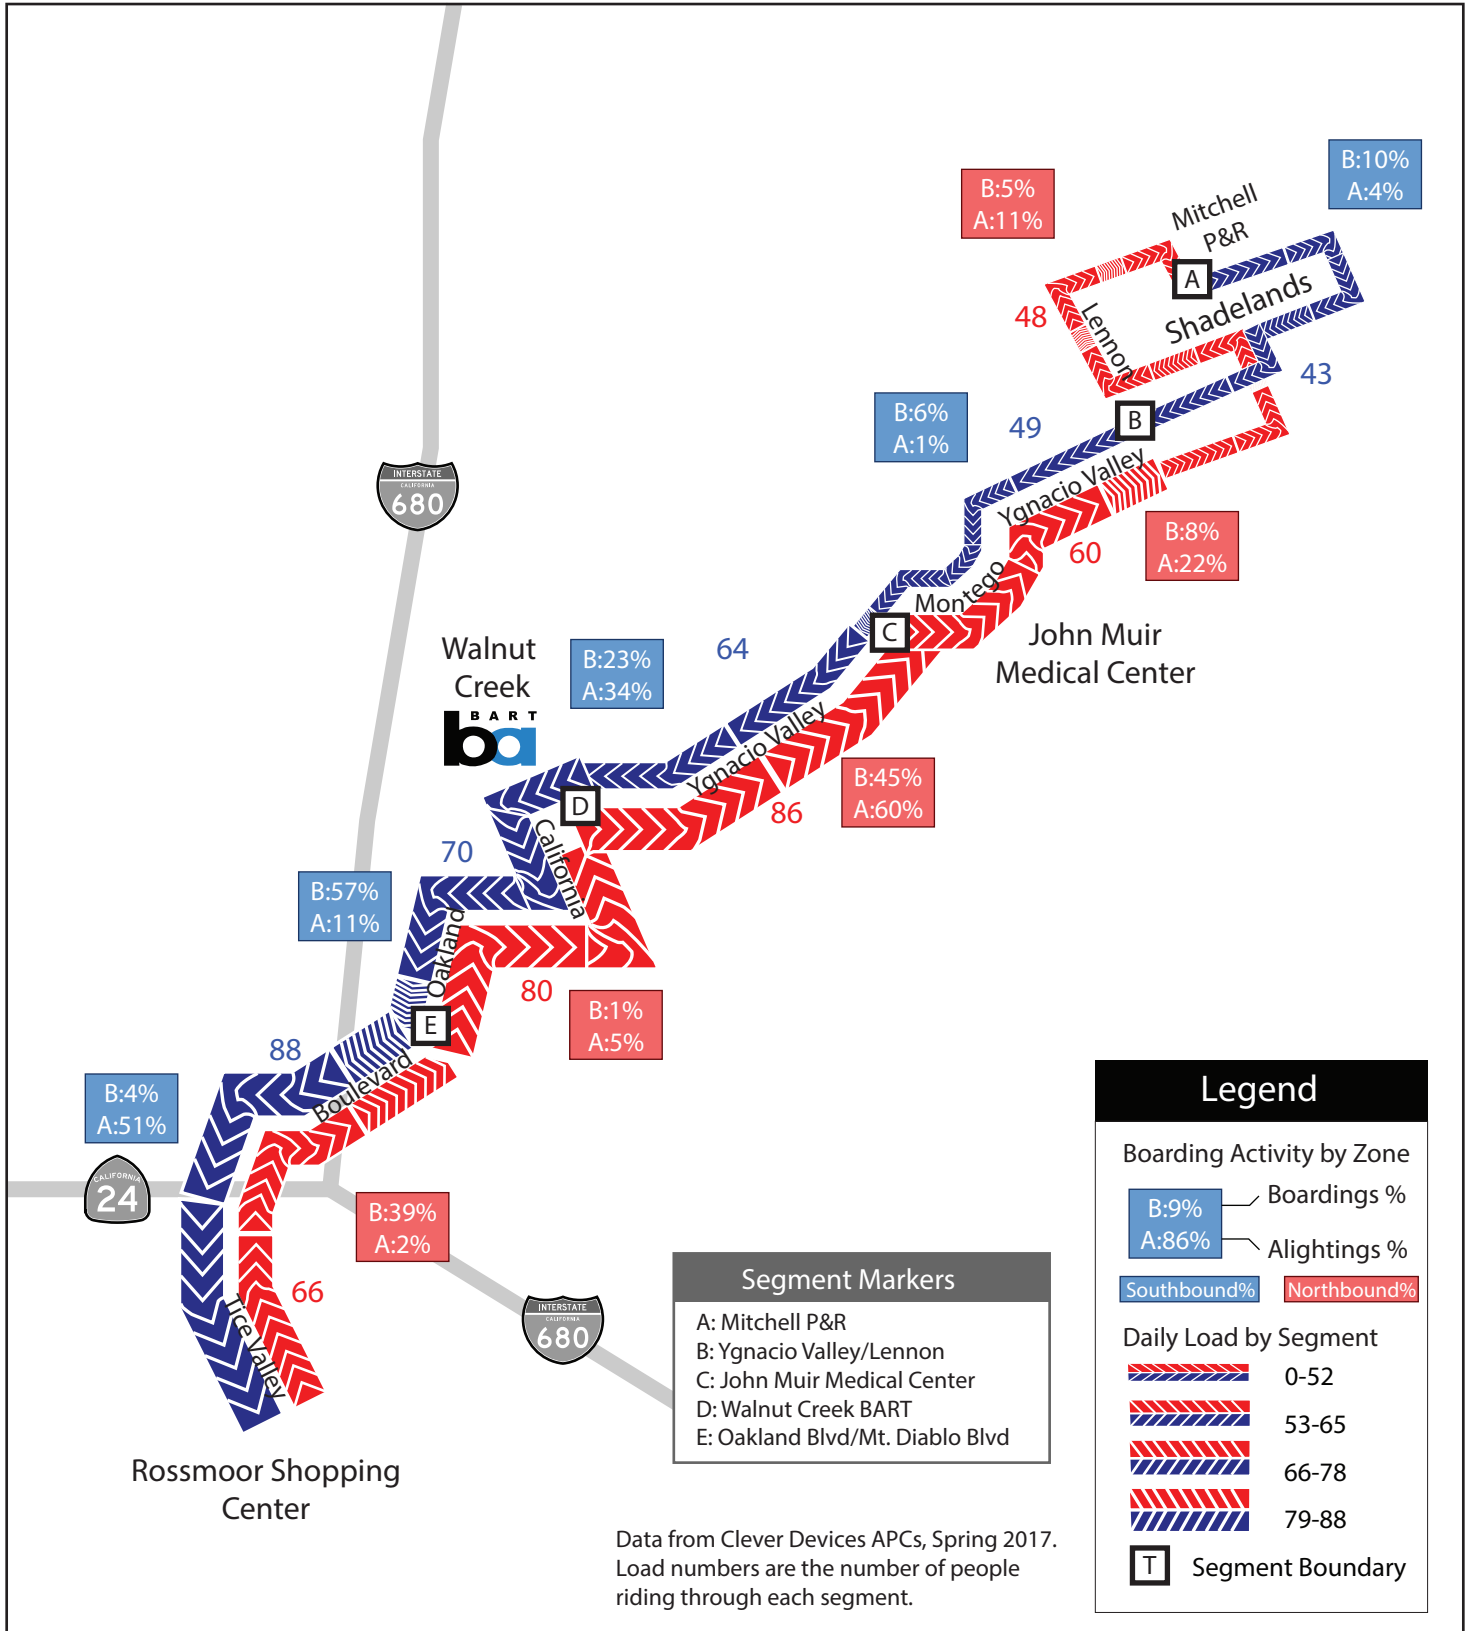 B:10%
A:4%
B:5%
A:11%
Mitchell
P&R
A
Shadelands
48
Lennon
43
B:6%
A:1%
49
B
Ygnacio Valley
INTERSTATE
CALIFORNIA
680
B:8%
A:22%
60
Montego
C
John Muir
Medical Center
Walnut
Creek
BART
ba
B:23%
A:34%
64
Ygnacio Valley
B:45%
A:60%
86
D
California
70
B:57%
A:11%
Oakland
80
B:1%
A:5%
E
88
Boulevard
B:4%
A:51%
CALIFORNIA
24
B:39%
A:2%
66
Tice Valley
INTERSTATE
CALIFORNIA
680
Rossmoor Shopping
Center
Segment Markers
A: Mitchell P&R
B: Ygnacio Valley/Lennon
C: John Muir Medical Center
D: Walnut Creek BART
E: Oakland Blvd/Mt. Diablo Blvd
Data from Clever Devices APCs, Spring 2017.
Load numbers are the number of people
riding through each segment.
Legend
Boarding Activity by Zone
B:9%
A:86%
Boardings %
Alightings %
Southbound%
Northbound%
Daily Load by Segment
0-52
53-65
66-78
79-88
T
Segment Boundary